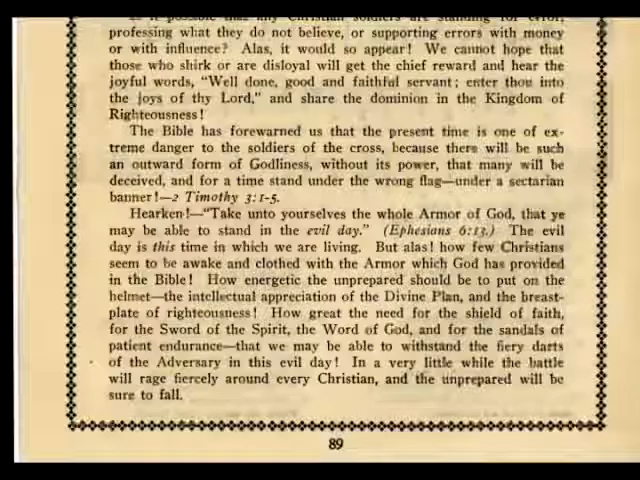 is it possible that any Christian soldiers are standing for error,
professing what they do not believe, or supporting errors with money
or with influence? Alas, it would so appear! We cannot hope that
those who shirk or are disloyal will get the chief reward and hear the
joyful words, “Well done, good and faithful servant; enter thou into
the joys of thy Lord,” and share the dominion in the Kingdom of
Righteousness!
The Bible has forewarned us that the present time is one of ex-
treme danger to the soldiers of the cross, because there will be such
an outward form of Godliness, without its power, that many will be
deceived, and for a time stand under the wrong flag—under a sectarian
banner!—2 Timothy 3:1-5.
Hearken!—“Take unto yourselves the whole Armor of God, that ye
may be able to stand in the evil day.” (Ephesians 6:13.) The evil
day is this time in which we are living. But alas! how few Christians
seem to be awake and clothed with the Armor which God has provided
in the Bible! How energetic the unprepared should be to put on the
helmet—the intellectual appreciation of the Divine Plan, and the breast-
plate of righteousness! How great the need for the shield of faith,
for the Sword of the Spirit, the Word of God, and for the sandals of
patient endurance—that we may be able to withstand the fiery darts
of the Adversary in this evil day! In a very little while the battle
will rage fiercely around every Christian, and the unprepared will be
sure to fall.
89